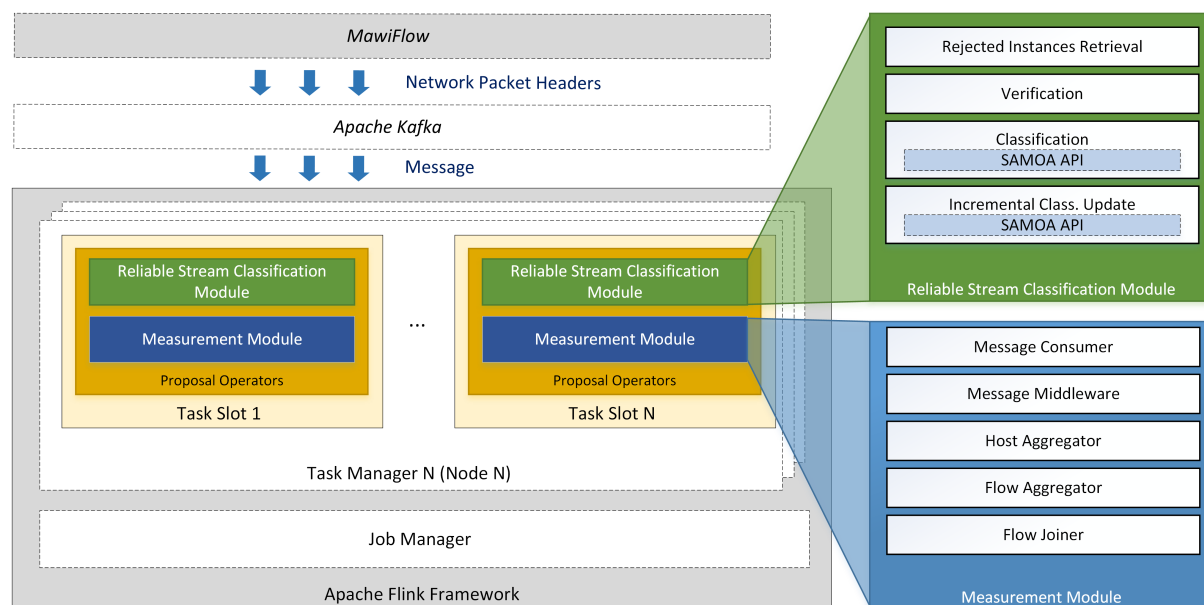 MawiFlow
Network Packet Headers
Apache Kafka
Message
Reliable Stream Classification
Module
Measurement Module
Proposal Operators
Task Slot 1
...
Reliable Stream Classification
Module
Measurement Module
Proposal Operators
Task Slot N
Task Manager N (Node N)
Job Manager
Apache Flink Framework
Rejected Instances Retrieval
Verification
Classification
SAMOA API
Incremental Class. Update
SAMOA API
Reliable Stream Classification Module
Message Consumer
Message Middleware
Host Aggregator
Flow Aggregator
Flow Joiner
Measurement Module